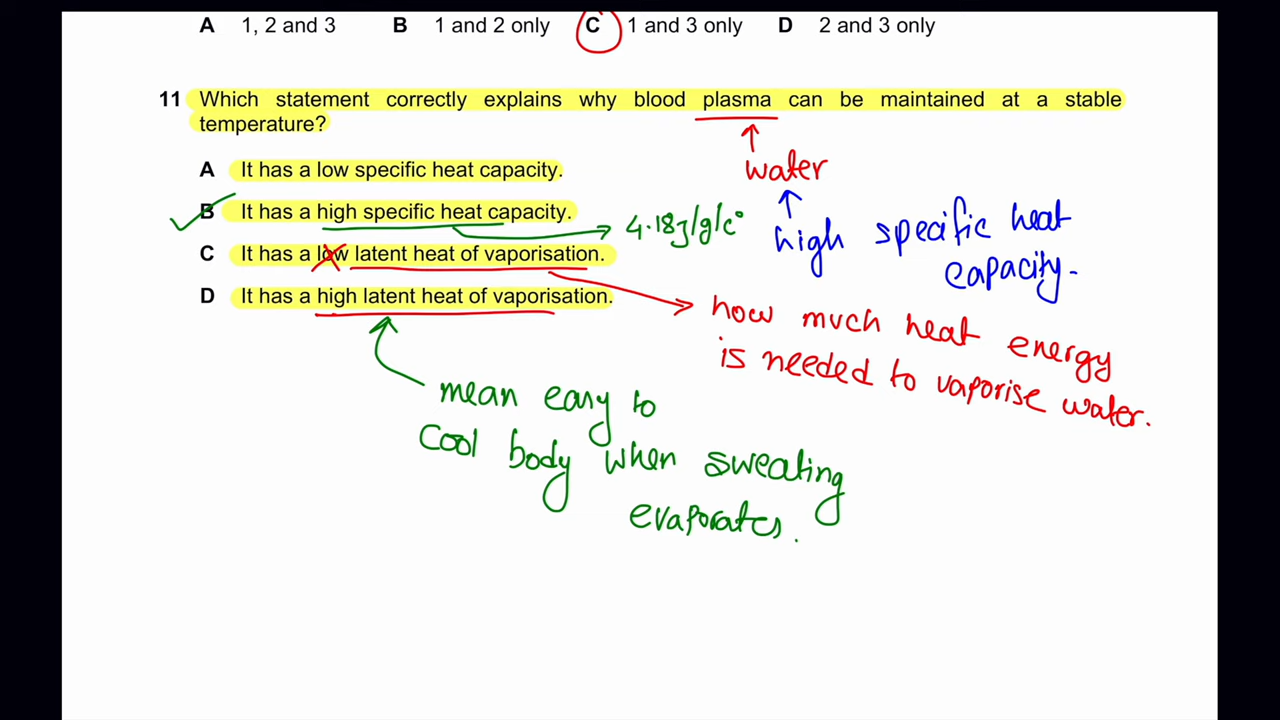 A 1, 2 and 3 B 1 and 2 only C 1 and 3 only D 2 and 3 only
11 Which statement correctly explains why blood plasma can be maintained at a stable
temperature?
A It has a low specific heat capacity.
water
B It has a high specific heat capacity.
4.18J/g/c°
high specific heat
capacity.
C It has a low latent heat of vaporisation.
D It has a high latent heat of vaporisation.
how much heat energy
is needed to vaporise water.
mean easy to
cool body when sweating
evaporates.